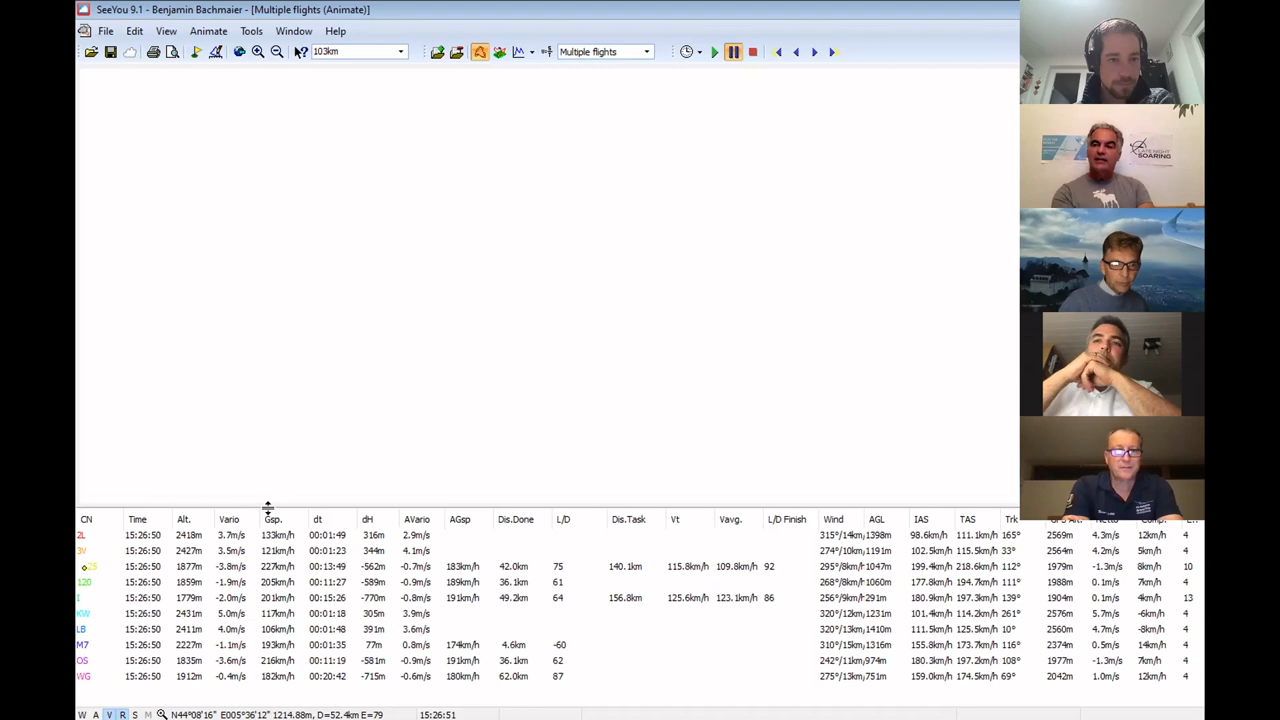 SeeYou 9.1 - Benjamin Bachmaier - [Multiple flights (Animate)]
File Edit View Animate Tools Window Help
103km Multiple flights
LATE NIGHT
SOARING
CN Time Alt. Vario Gsp. dt dH AVario AGsp Dis.Done L/D Dis.Task Vt Vavg. L/D Finish Wind AGL IAS TAS Trk GPS Alt. Netto Comp.
2L 15:26:50 2418m 3.7m/s 133km/h 00:01:49 316m 2.9m/s 315°/14km, 1398m 98.6km/h 111.1km/h 165° 2569m 4.3m/s 12km/h 4
3V 15:26:50 2427m 3.5m/s 121km/h 00:01:23 344m 4.1m/s 274°/10km 1191m 102.5km/h 115.5km/h 33° 2564m 4.2m/s 5km/h 4
15:26:50 1877m -3.8m/s 227km/h 00:13:49 -562m -0.7m/s 183km/h 42.0km 75 140.1km 115.8km/h 109.8km/h 92 295°/8km/h 1047m 199.4km/h 218.6km/h 112° 1979m -1.3m/s 8km/h 10
120 15:26:50 1859m -1.9m/s 205km/h 00:11:27 -589m -0.9m/s 189km/h 36.1km 61 268°/8km/h 1060m 177.8km/h 194.7km/h 111° 1988m 0.1m/s 7km/h 4
I 15:26:50 1779m -2.0m/s 201km/h 00:15:26 -770m -0.8m/s 191km/h 49.2km 64 156.8km 125.6km/h 123.1km/h 86 256°/9km/h 291m 180.9km/h 197.3km/h 139° 1904m 0.1m/s 4km/h 13
KW 15:26:50 2431m 5.0m/s 117km/h 00:01:18 305m 3.9m/s 320°/12km 1231m 101.4km/h 114.2km/h 261° 2576m 5.7m/s -6km/h 4
LB 15:26:50 2411m 4.0m/s 106km/h 00:01:48 391m 3.6m/s 320°/13km, 1410m 111.5km/h 125.5km/h 10° 2560m 4.7m/s -8km/h 4
M7 15:26:50 2227m -1.1m/s 193km/h 00:01:35 77m 0.8m/s 174km/h 4.6km -60 310°/15km 1316m 155.8km/h 173.7km/h 116° 2374m 0.5m/s 14km/h 4
OS 15:26:50 1835m -3.6m/s 216km/h 00:11:19 -581m -0.9m/s 191km/h 36.1km 62 242°/11km 974m 180.3km/h 197.2km/h 108° 1977m -1.3m/s 7km/h 4
WG 15:26:50 1912m -0.4m/s 182km/h 00:20:42 -715m -0.6m/s 180km/h 62.0km 87 275°/13km, 751m 159.0km/h 174.5km/h 69° 2042m 1.0m/s 12km/h 4
W A V R S M N44°08'16" E005°36'12" 1214.88m, D=52.4km E=79 15:26:51